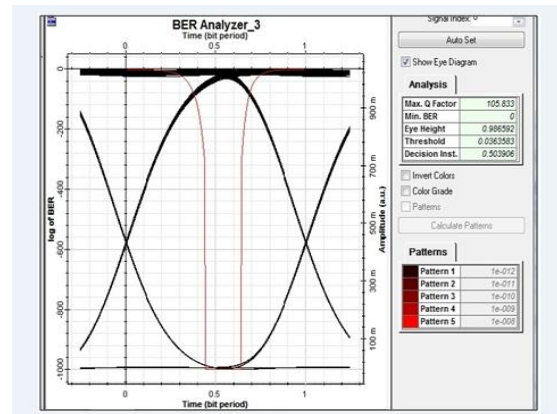 BER Analyzer_3
Time (bit period)
0 0.5 1
log of BER
0
-200
-400
-600
-800
-1000
Amplitude (a.u.)
900 m
700 m
500 m
300 m
100 m
0 0.5 1
Time (bit period)
Signal Index: 0
Auto Set
Show Eye Diagram
Analysis
Max. Q Factor 105.833
Min. BER 0
Eye Height 0.986592
Threshold 0.0363583
Decision Inst. 0.503906
Invert Colors
Color Grade
Patterns
Calculate Patterns
Patterns
Pattern 1 1e-012
Pattern 2 1e-011
Pattern 3 1e-010
Pattern 4 1e-009
Pattern 5 1e-008